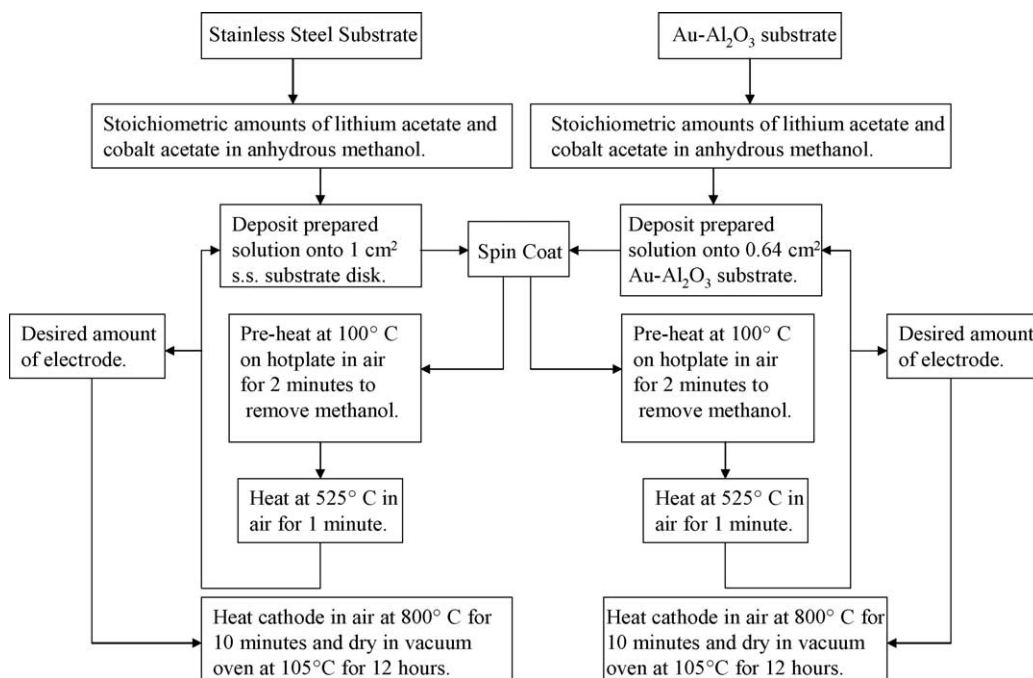 Stainless Steel Substrate
Au-Al₂O₃ substrate
Stoichiometric amounts of lithium acetate and
cobalt acetate in anhydrous methanol.
Stoichiometric amounts of lithium acetate and
cobalt acetate in anhydrous methanol.
Deposit prepared
solution onto 1 cm²
s.s. substrate disk.
Spin Coat
Deposit prepared
solution onto 0.64 cm²
Au-Al₂O₃ substrate.
Desired amount
of electrode.
Pre-heat at 100° C
on hotplate in air
for 2 minutes to
remove methanol.
Pre-heat at 100° C
on hotplate in air
for 2 minutes to
remove methanol.
Desired amount
of electrode.
Heat at 525° C in
air for 1 minute.
Heat at 525° C in
air for 1 minute.
Heat cathode in air at 800° C for
10 minutes and dry in vacuum
oven at 105°C for 12 hours.
Heat cathode in air at 800° C for
10 minutes and dry in vacuum
oven at 105°C for 12 hours.